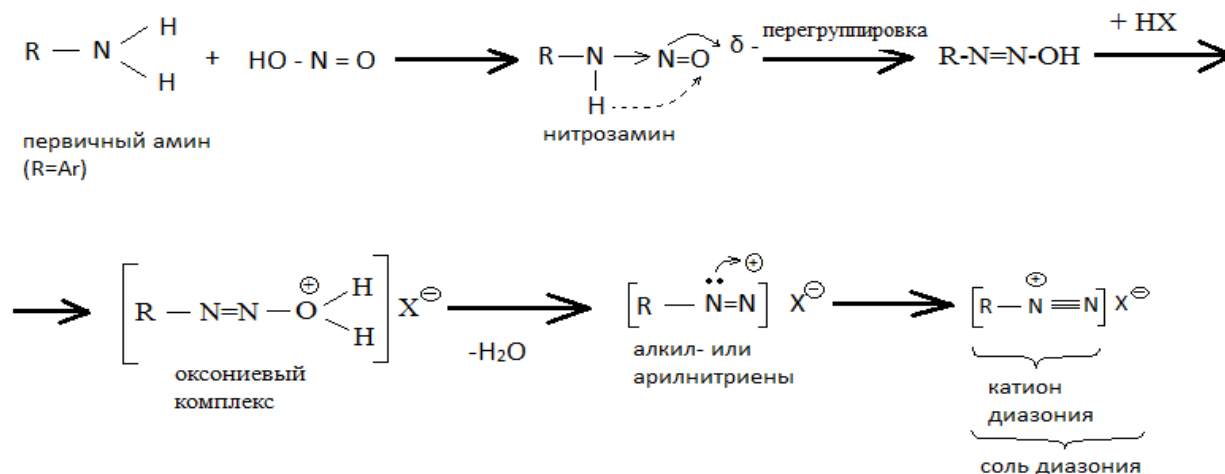 R – N H H + HO - N = O R – N → N=O δ - перегруппировка R-N=N-OH + HX
H
первичный амин
(R=Ar)
нитрозамин
[R – N=N – O ⊕ H H] X ⊖ -H₂O [R – N=N] ⊕ X ⊖ [R – N ≡ N] ⊕ X ⊖
оксониевый
комплекс
алкил- или
арилнитриены
катион
диазония
соль диазония